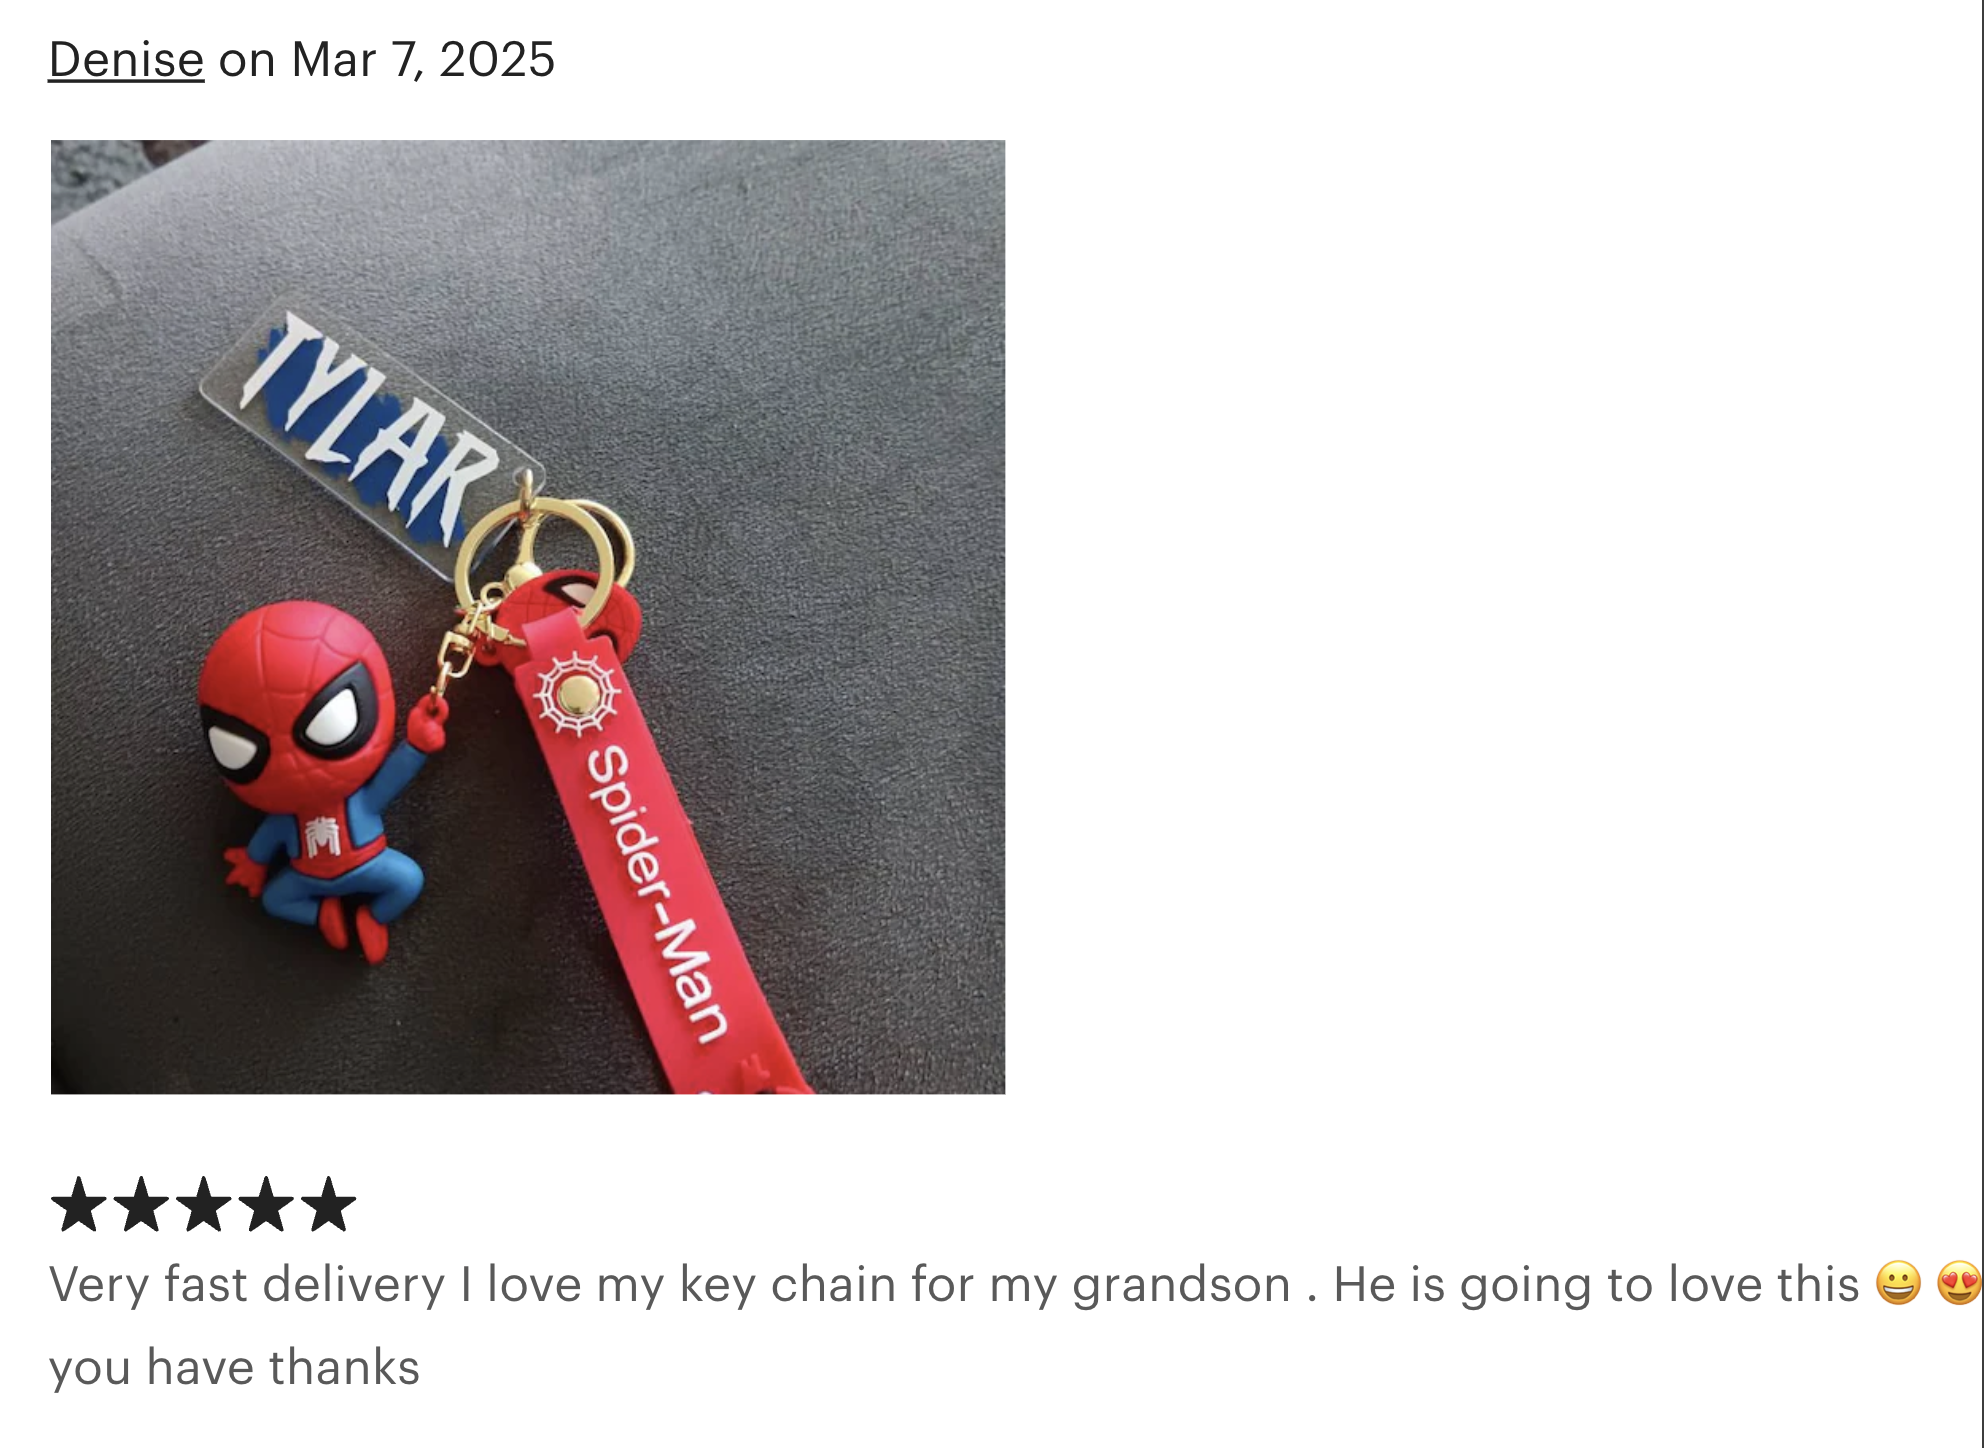 Denise on Mar 7, 2025
TYLAR
Spider-Man
★★★★★
Very fast delivery I love my key chain for my grandson . He is going to love this 😀 😍
you have thanks